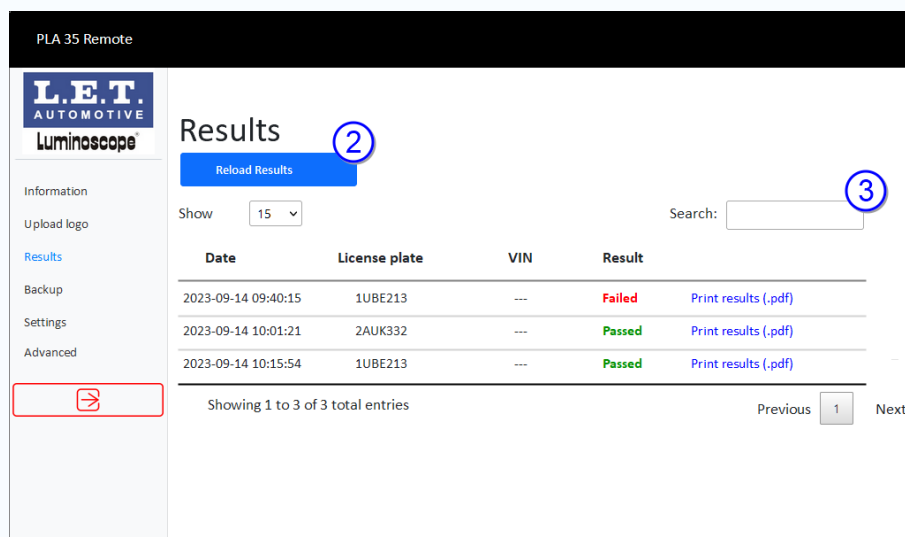 PLA 35 Remote
L.E.T.
AUTOMOTIVE
Luminoscope®
Information
Upload logo
Results
Backup
Settings
Advanced
Results
2
Reload Results
3
Show 15 Search:
Date License plate VIN Result
2023-09-14 09:40:15 1UBE213 --- Failed Print results (.pdf)
2023-09-14 10:01:21 2AUK332 --- Passed Print results (.pdf)
2023-09-14 10:15:54 1UBE213 --- Passed Print results (.pdf)
Showing 1 to 3 of 3 total entries Previous 1 Next